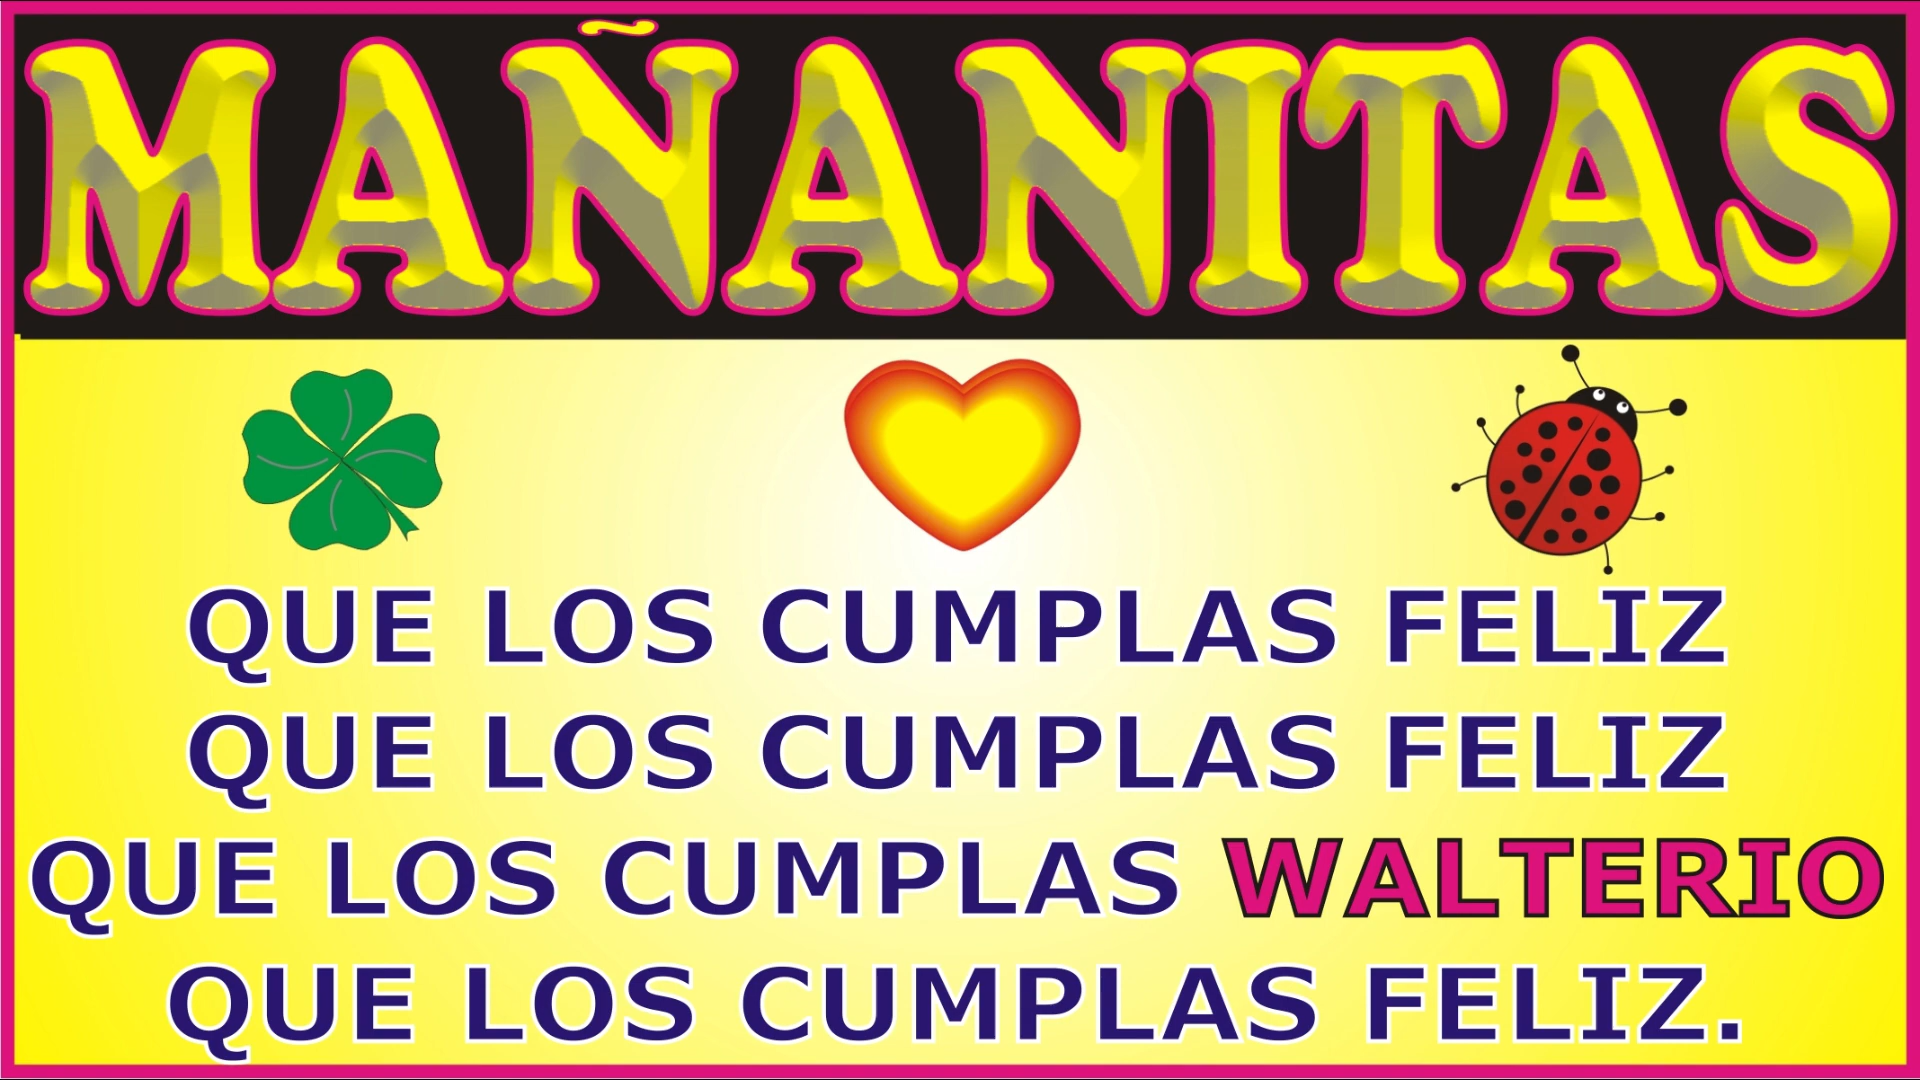 MAÑANITAS
QUE LOS CUMPLAS FELIZ
QUE LOS CUMPLAS FELIZ
QUE LOS CUMPLAS WALTERIO
QUE LOS CUMPLAS FELIZ.